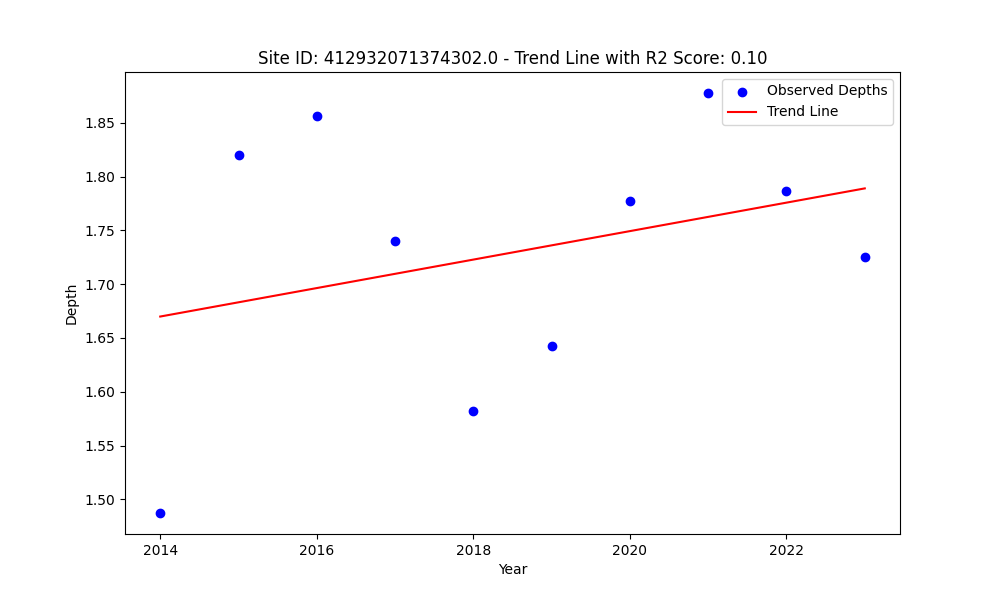 Site ID: 412932071374302.0 - Trend Line with R2 Score: 0.10
Observed Depths
Trend Line
1.85
1.80
1.75
1.70
1.65
1.60
1.55
1.50
Depth
2014
2016
2018
2020
2022
Year